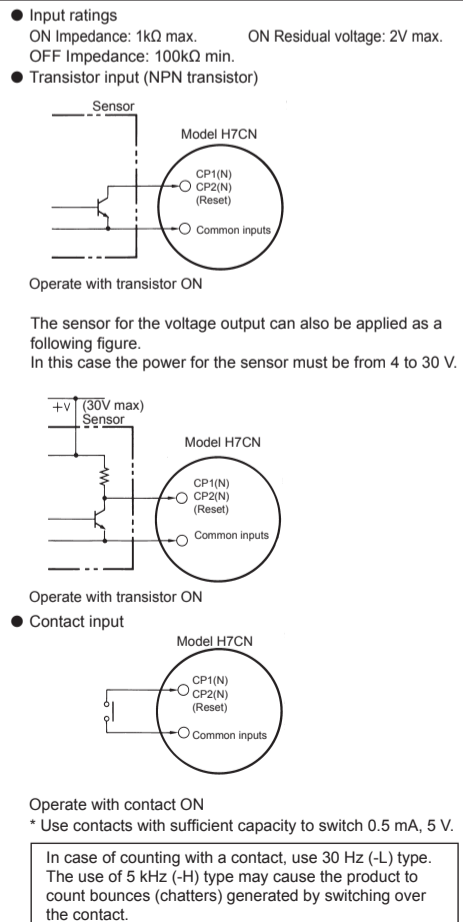 ● Input ratings
ON Impedance: 1kΩ max. ON Residual voltage: 2V max.
OFF Impedance: 100kΩ min.
● Transistor input (NPN transistor)
Sensor
Model H7CN
CP1(N)
CP2(N)
(Reset)
Common inputs
Operate with transistor ON
The sensor for the voltage output can also be applied as a
following figure.
In this case the power for the sensor must be from 4 to 30 V.
+V (30V max)
Sensor
Model H7CN
CP1(N)
CP2(N)
(Reset)
Common inputs
Operate with transistor ON
● Contact input
Model H7CN
CP1(N)
CP2(N)
(Reset)
Common inputs
Operate with contact ON
* Use contacts with sufficient capacity to switch 0.5 mA, 5 V.
In case of counting with a contact, use 30 Hz (-L) type.
The use of 5 kHz (-H) type may cause the product to
count bounces (chatters) generated by switching over
the contact.